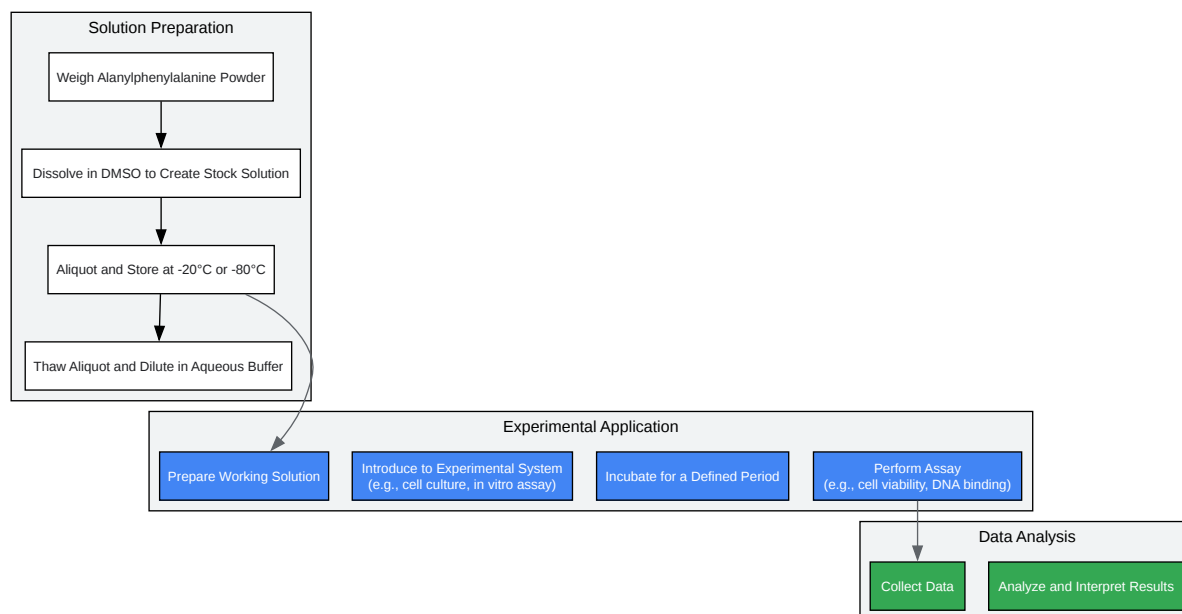 Solution Preparation
Weigh Alanylphenylalanine Powder
Dissolve in DMSO to Create Stock Solution
Aliquot and Store at -20°C or -80°C
Thaw Aliquot and Dilute in Aqueous Buffer
Experimental Application
Prepare Working Solution
Introduce to Experimental System
(e.g., cell culture, in vitro assay)
Incubate for a Defined Period
Perform Assay
(e.g., cell viability, DNA binding)
Data Analysis
Collect Data
Analyze and Interpret Results